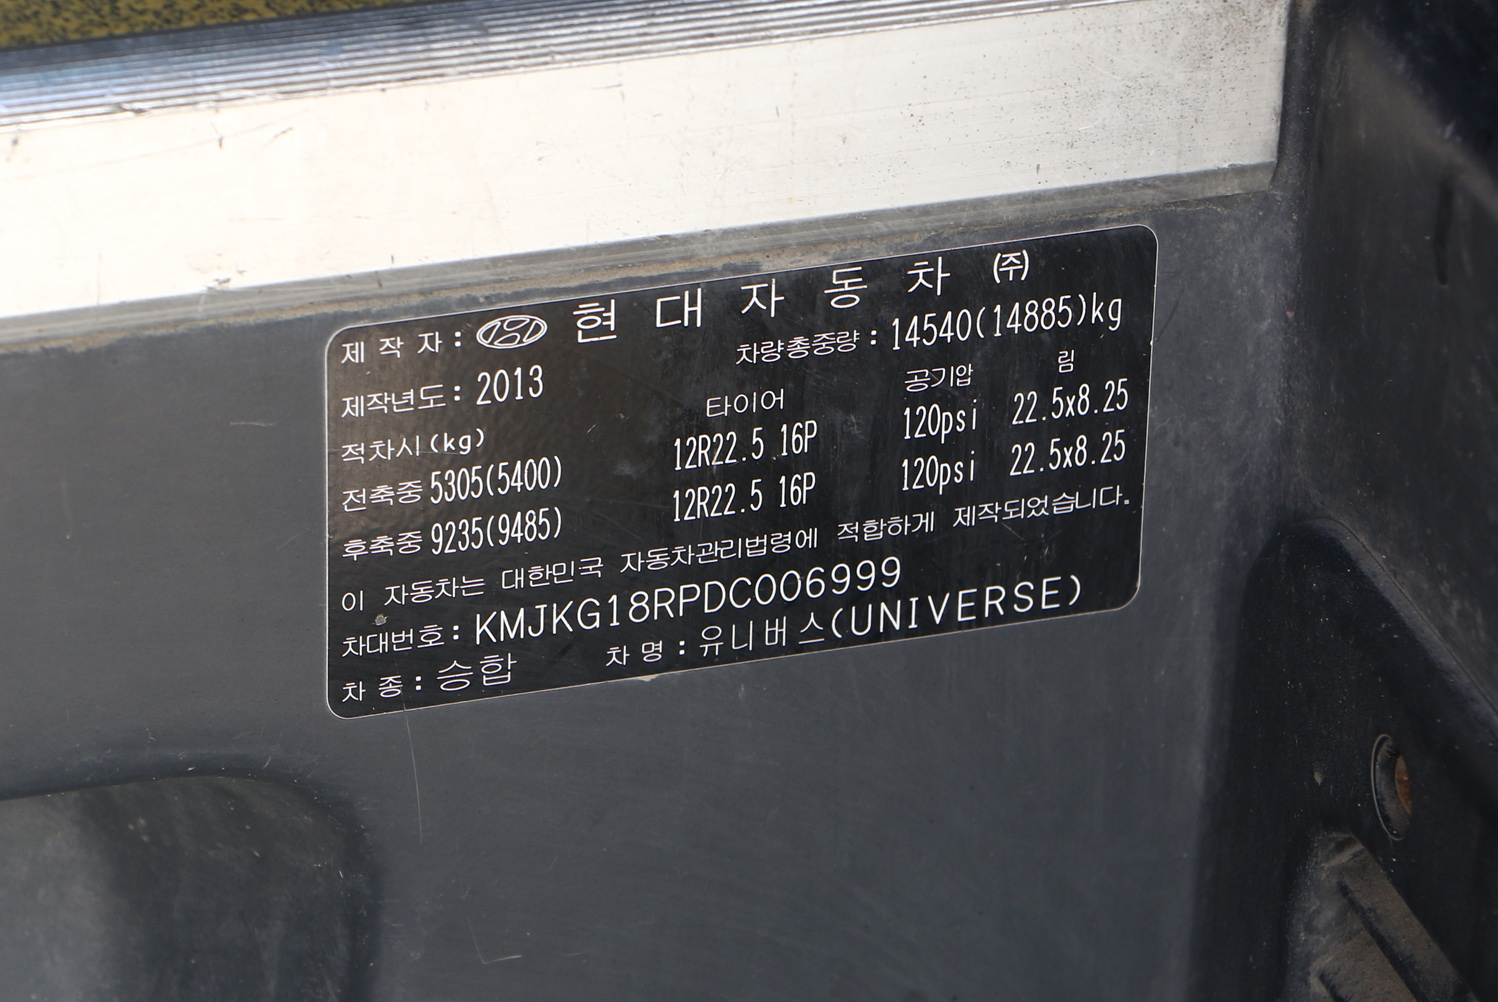 제 작 자 : 현 대 자 동 차 (주)
제작년도 : 2013 차량총중량 : 14540(14885)kg
적차시(kg) 타이어 공기압 림
전축중 5305(5400) 12R22.5 16P 120psi 22.5x8.25
후축중 9235(9485) 12R22.5 16P 120psi 22.5x8.25
이 자동차는 대한민국 자동차관리법령에 적합하게 제작되었습니다.
차대번호 : KMJKG18RPDC006999
차 종 : 승합 차 명 : 유니버스(UNIVERSE)